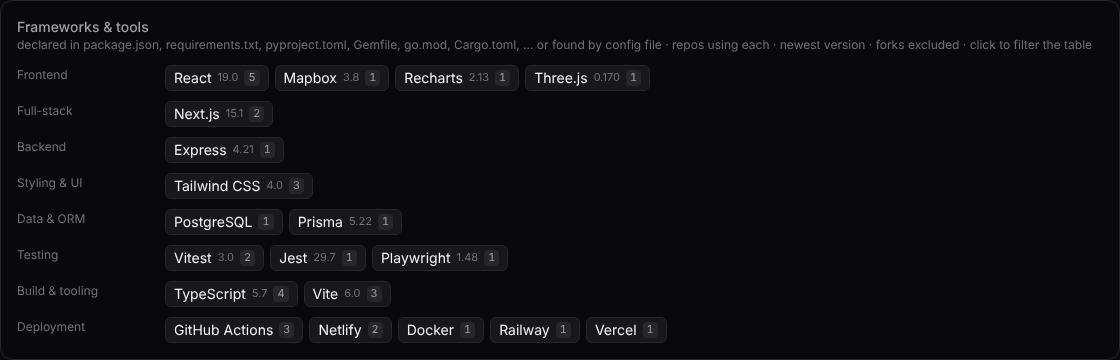 Frameworks & tools
declared in package.json, requirements.txt, pyproject.toml, Gemfile, go.mod, Cargo.toml, ... or found by config file · repos using each · newest version · forks excluded · click to filter the table
Frontend React 19.0 5 Mapbox 3.8 1 Recharts 2.13 1 Three.js 0.170 1
Full-stack Next.js 15.1 2
Backend Express 4.21 1
Styling & UI Tailwind CSS 4.0 3
Data & ORM PostgreSQL 1 Prisma 5.22 1
Testing Vitest 3.0 2 Jest 29.7 1 Playwright 1.48 1
Build & tooling TypeScript 5.7 4 Vite 6.0 3
Deployment GitHub Actions 3 Netlify 2 Docker 1 Railway 1 Vercel 1